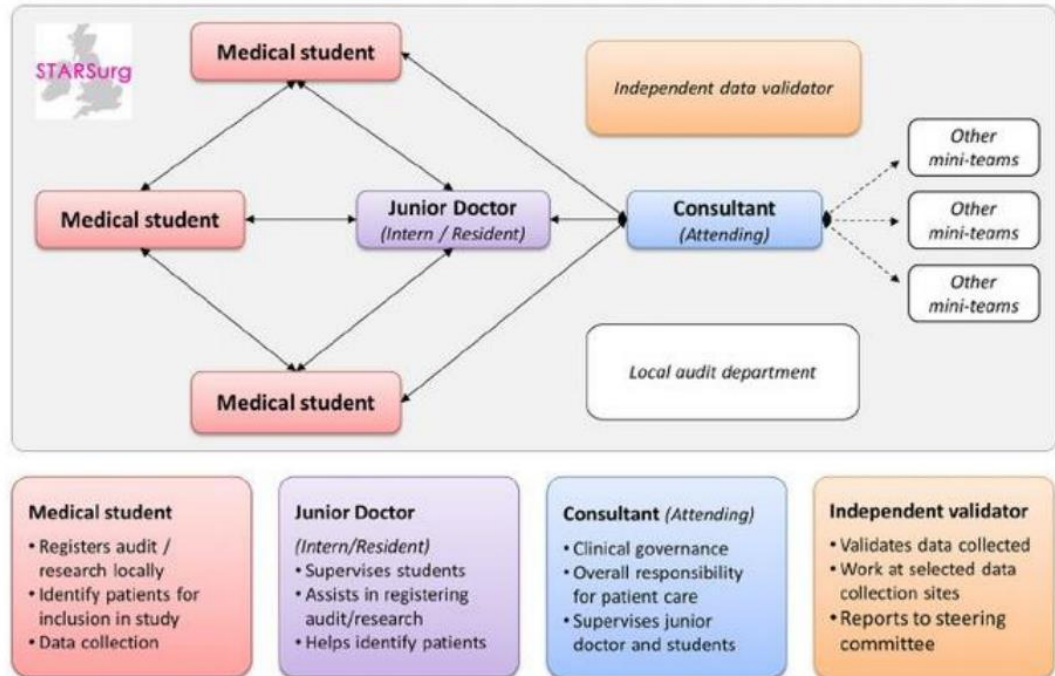 STARSurg
Medical student
Independent data validator
Other
mini-teams
Medical student
Junior Doctor
(Intern / Resident)
Consultant
(Attending)
Other
mini-teams
Other
mini-teams
Local audit department
Medical student
Medical student
• Registers audit /
research locally
• Identify patients for
inclusion in study
• Data collection
Junior Doctor
(Intern/Resident)
• Supervises students
• Assists in registering
audit/research
• Helps identify patients
Consultant (Attending)
• Clinical governance
• Overall responsibility
for patient care
• Supervises junior
doctor and students
Independent validator
• Validates data collected
• Work at selected data
collection sites
• Reports to steering
committee